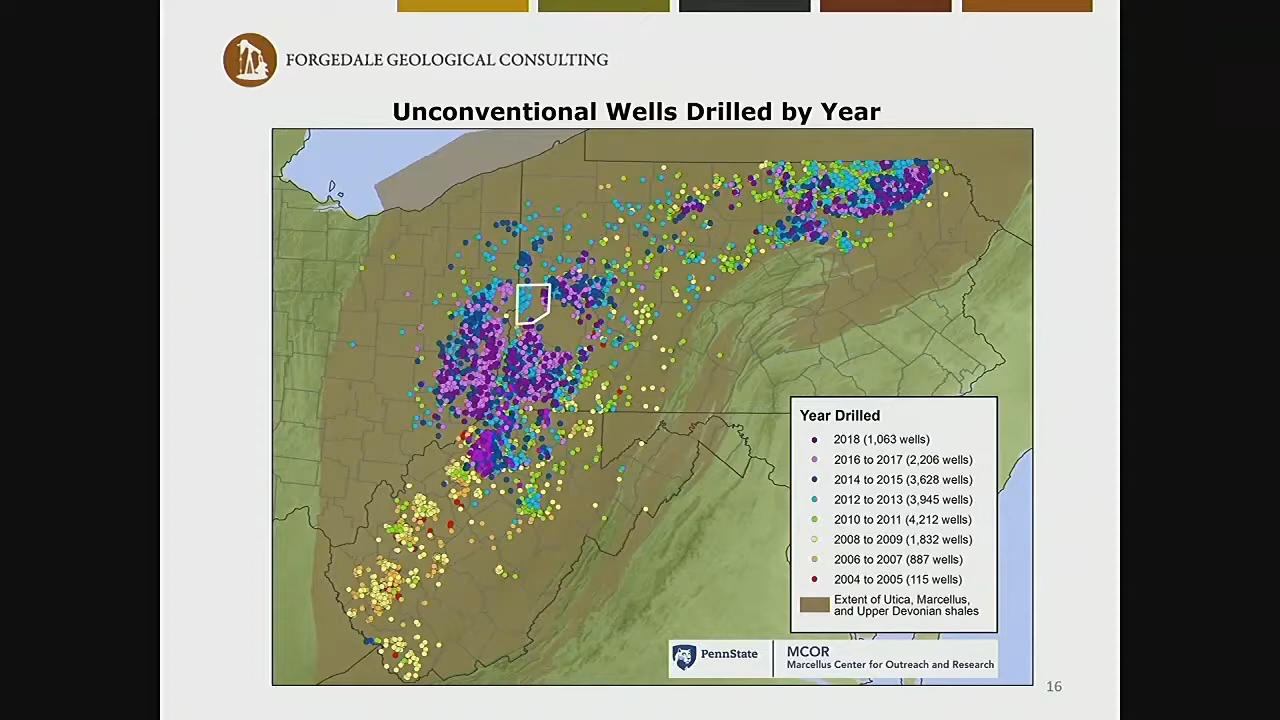 FORGEDALE GEOLOGICAL CONSULTING
Unconventional Wells Drilled by Year
Year Drilled
2018 (1,063 wells)
2016 to 2017 (2,206 wells)
2014 to 2015 (3,628 wells)
2012 to 2013 (3,945 wells)
2010 to 2011 (4,212 wells)
2008 to 2009 (1,832 wells)
2006 to 2007 (887 wells)
2004 to 2005 (115 wells)
Extent of Utica, Marcellus,
and Upper Devonian shales
PennState
MCOR
Marcellus Center for Outreach and Research
16